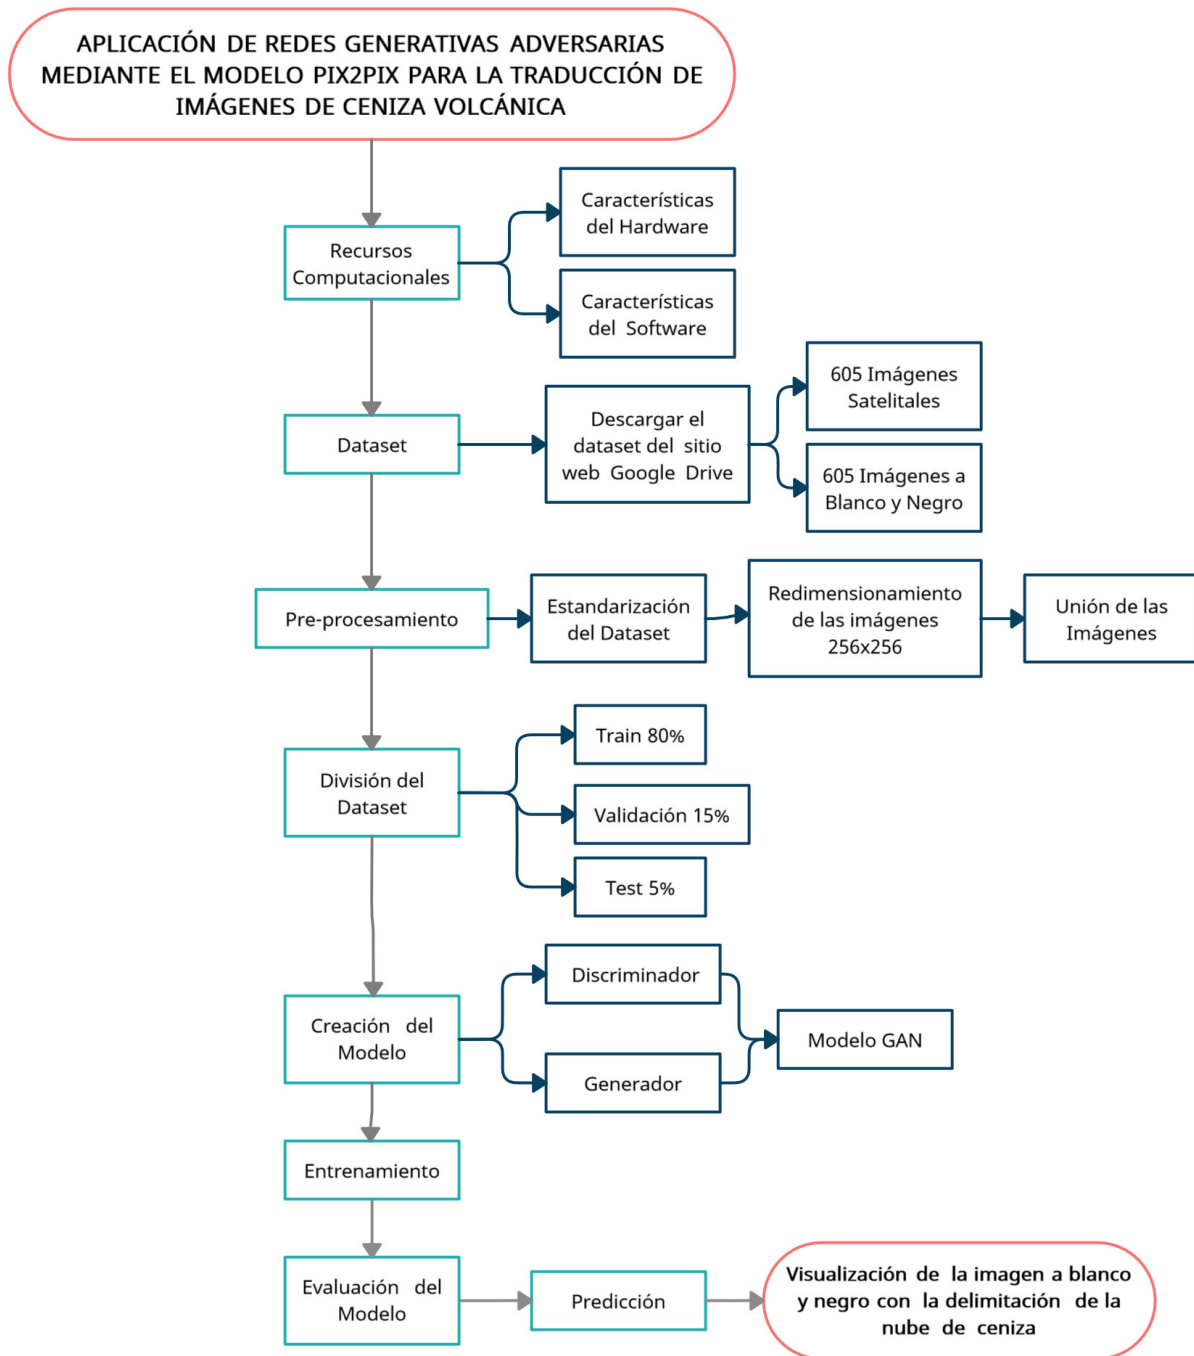 APLICACIÓN DE REDES GENERATIVAS ADVERSARIAS
MEDIANTE EL MODELO PIX2PIX PARA LA TRADUCCIÓN DE
IMÁGENES DE CENIZA VOLCÁNICA
Recursos
Computacionales
Características
del Hardware
Características
del Software
Dataset
Descargar el
dataset del sitio
web Google Drive
605 Imágenes
Satelitales
605 Imágenes a
Blanco y Negro
Pre-procesamiento
Estandarización
del Dataset
Redimensionamiento
de las imágenes
256x256
Unión de las
Imágenes
División del
Dataset
Train 80%
Validación 15%
Test 5%
Creación del
Modelo
Discriminador
Generador
Modelo GAN
Entrenamiento
Evaluación del
Modelo
Predicción
Visualización de la imagen a blanco
y negro con la delimitación de la
nube de ceniza